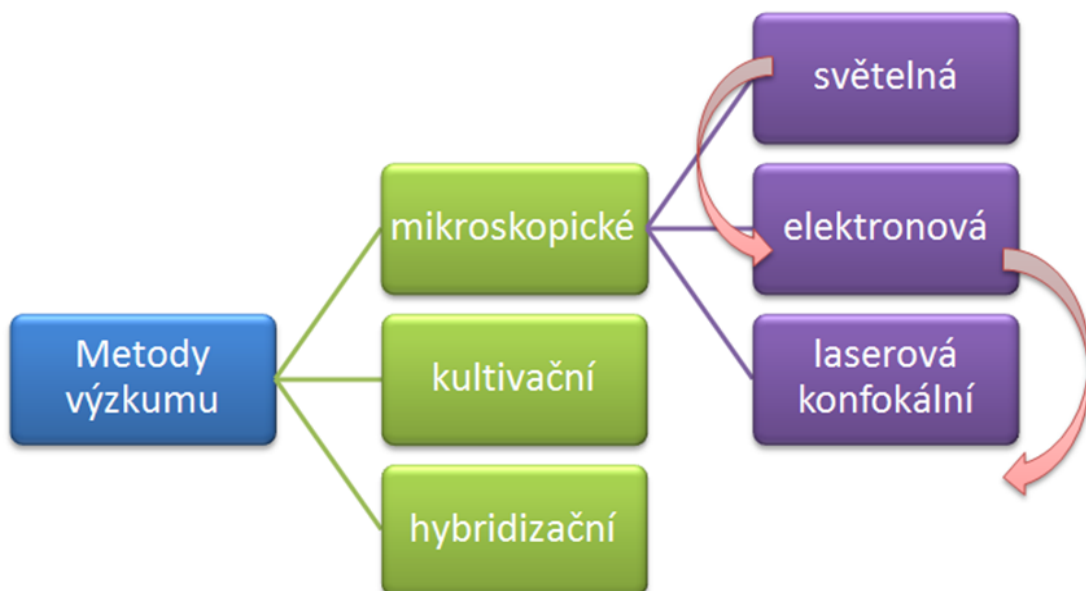 Metody
výzkumu
mikroskopické
kultivační
hybridizační
světelná
elektronová
laserová
konfokální